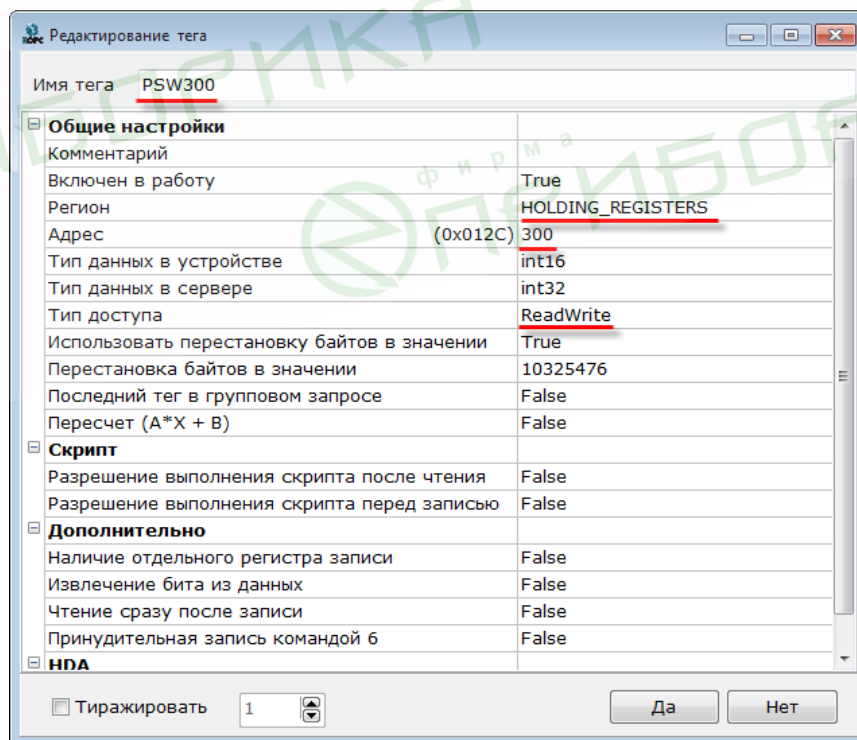 Редактирование тега
Имя тега PSW300
Общие настройки
Комментарий
Включен в работу True
Регион HOLDING_REGISTERS
Адрес (0x012C) 300
Тип данных в устройстве int16
Тип данных в сервере int32
Тип доступа ReadWrite
Использовать перестановку байтов в значении True
Перестановка байтов в значении 10325476
Последний тег в групповом запросе False
Пересчет (A*X + B) False
Скрипт
Разрешение выполнения скрипта после чтения False
Разрешение выполнения скрипта перед записью False
Дополнительно
Наличие отдельного регистра записи False
Извлечение бита из данных False
Чтение сразу после записи False
Принудительная запись командой 6 False
HDA
Тиражировать 1 Да Нет
фирма